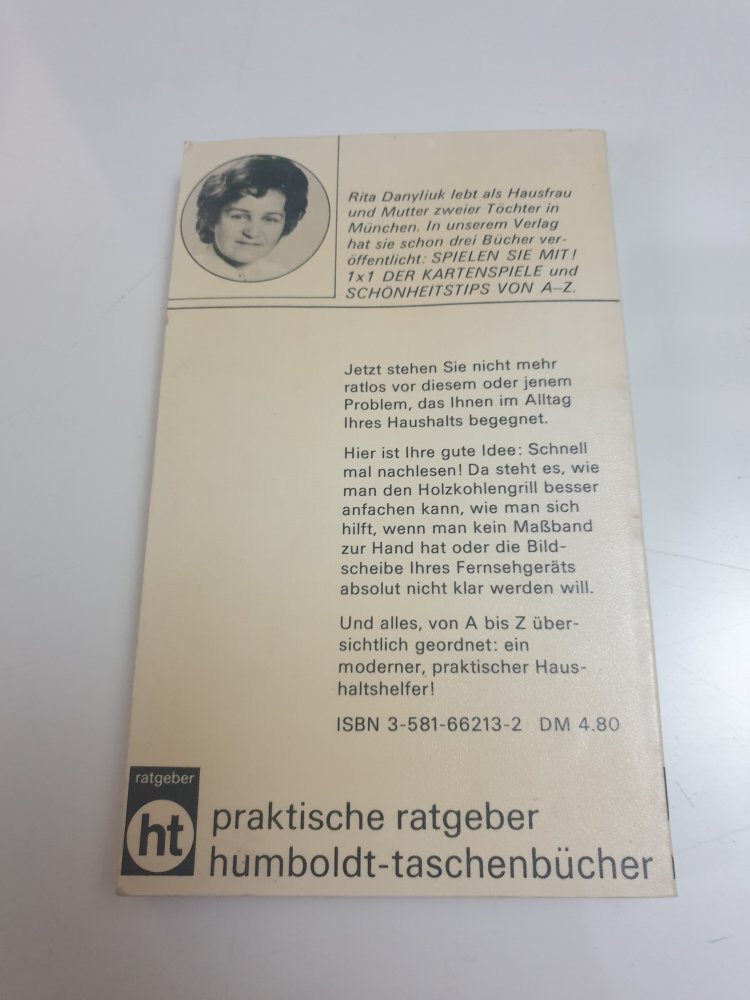 Rita Danyliuk lebt als Hausfrau
und Mutter zweier Töchter in
München. In unserem Verlag
hat sie schon drei Bücher ver-
öffentlicht: SPIELEN SIE MIT!
1x1 DER KARTENSPIELE und
SCHÖNHEITSTIPS VON A–Z.
Jetzt stehen Sie nicht mehr
ratlos vor diesem oder jenem
Problem, das Ihnen im Alltag
Ihres Haushalts begegnet.
Hier ist Ihre gute Idee: Schnell
mal nachlesen! Da steht es, wie
man den Holzkohlengrill besser
anfachen kann, wie man sich
hilft, wenn man kein Maßband
zur Hand hat oder die Bild-
scheibe Ihres Fernsehgeräts
absolut nicht klar werden will.
Und alles, von A bis Z über-
sichtlich geordnet: ein
moderner, praktischer Haus-
haltshelfer!
ISBN 3-581-66213-2 DM 4.80
ratgeber
ht
praktische ratgeber
humboldt-taschenbücher